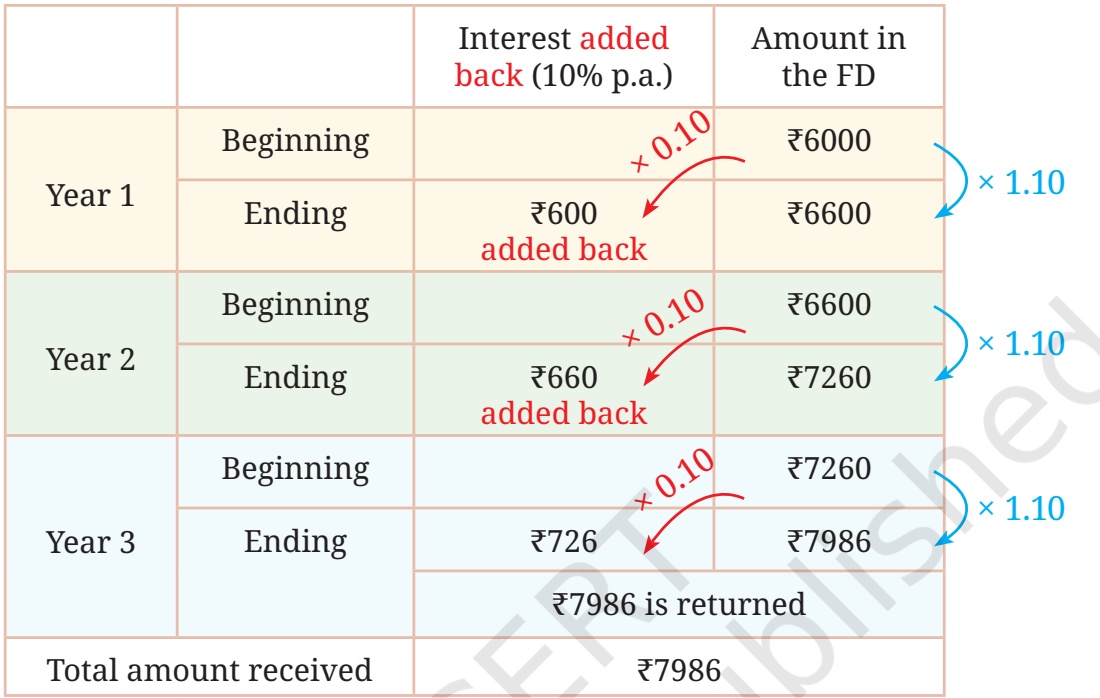 Interest added
back (10% p.a.)
Amount in
the FD
Year 1
Beginning
× 0.10
₹6000
× 1.10
Ending
₹600
added back
₹6600
Year 2
Beginning
× 0.10
₹6600
× 1.10
Ending
₹660
added back
₹7260
Year 3
Beginning
× 0.10
₹7260
× 1.10
Ending
₹726
₹7986
₹7986 is returned
Total amount received
₹7986